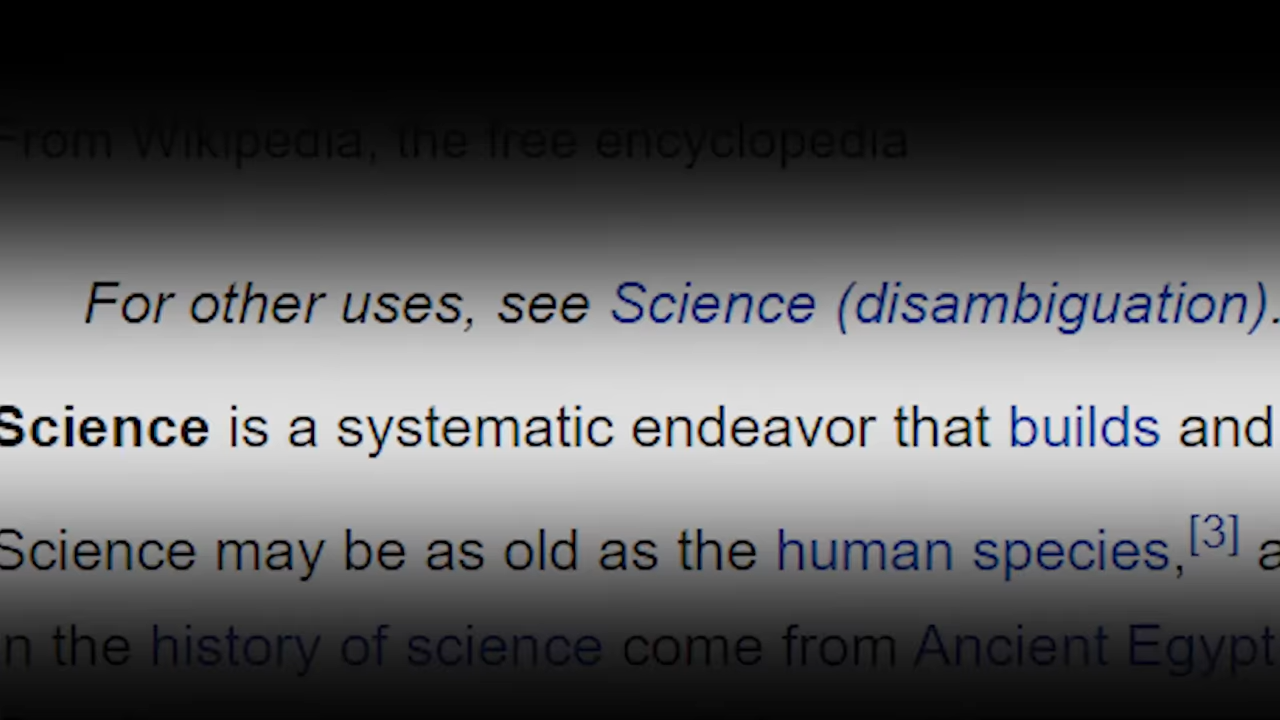 From Wikipedia, the free encyclopedia
For other uses, see Science (disambiguation).
Science is a systematic endeavor that builds and
Science may be as old as the human species,[3] a
in the history of science come from Ancient Egypt